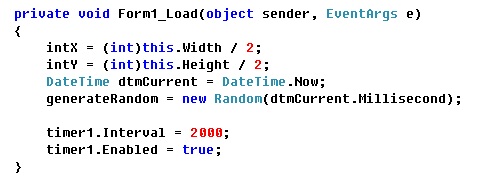 private void Form1_Load(object sender, EventArgs e)
{
    intX = (int)this.Width / 2;
    intY = (int)this.Height / 2;
    DateTime dtmCurrent = DateTime.Now;
    generateRandom = new Random(dtmCurrent.Millisecond);

    timer1.Interval = 2000;
    timer1.Enabled = true;
}